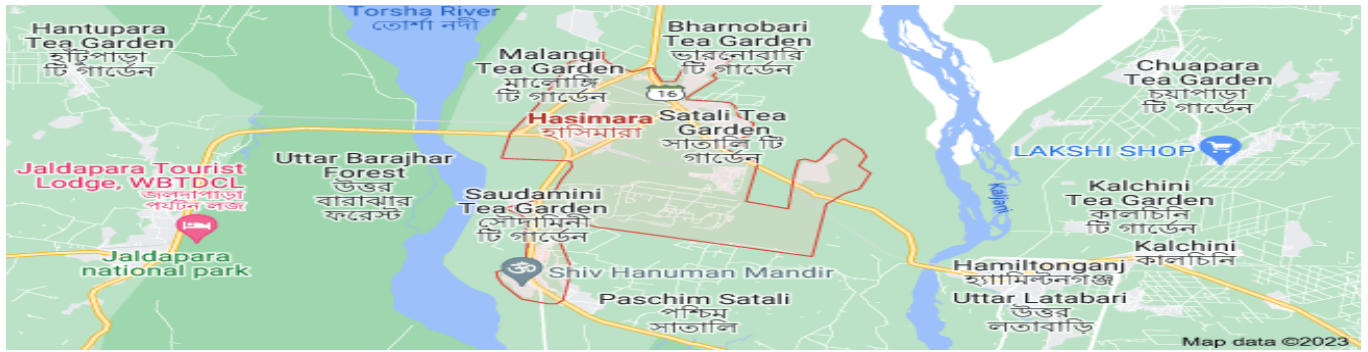 Torsha River
তোর্শা নদী
Hantupara
Tea Garden
হাঁটুপাড়া
টি গার্ডেন
Malangi
Tea Garden
মালোঙ্গি
টি গার্ডেন
Bharnobari
Tea Garden
ভারনোবারি
টি গার্ডেন
Chuapara
Tea Garden
চুয়াপাড়া
টি গার্ডেন
16
Hasimara
হাসিমারা
Satali Tea
Garden
সাতালি টি
গার্ডেন
LAKSHI SHOP
Jaldapara Tourist
Lodge, WBTDCL
জলদাপাড়া
পর্যটন লজ
Uttar Barajhar
Forest
উত্তর
বারাঝার
ফরেস্ট
Saudamini
Tea Garden
সৌদামিনী
টি গার্ডেন
Kaljani
Kalchini
Tea Garden
কালচিনি
টি গার্ডেন
Jaldapara
national park
Shiv Hanuman Mandir
Kalchini
কালচিনি
Hamiltonganj
হ্যামিল্টনগঞ্জ
Paschim Satali
পশ্চিম
সাতালি
Uttar Latabari
উত্তর
লতাবাড়ি
Map data ©2023